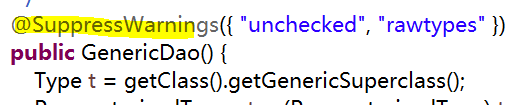 @SuppressWarnings({ "unchecked", "rawtypes" })
public GenericDao() {
Type t = getClass().getGenericSuperclass();